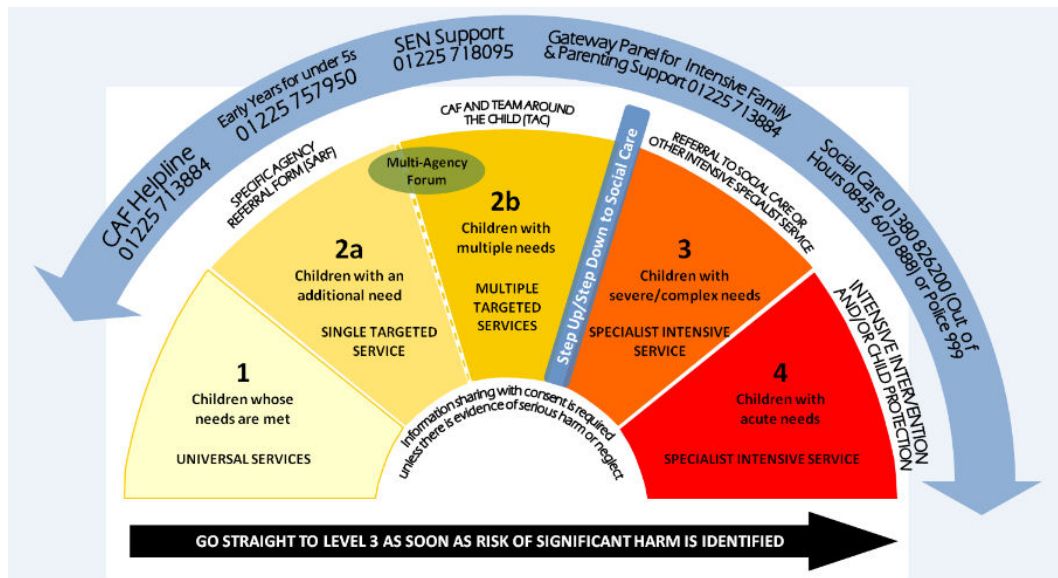 CAF Helpline
01225 713884
Early Years for under 5s
01225 757950
SEN Support
01225 718095
Gateway Panel for Intensive Family
& Parenting Support 01225 713884
Social Care 01380 826200 (Out of
Hours 0845 6070 888) or Police 999
SPECIFIC AGENCY
REFERRAL FORM (SARF)
CAF AND TEAM AROUND
THE CHILD (TAC)
REFERRAL TO SOCIAL CARE OR
OTHER INTENSIVE SPECIALIST SERVICE
INTENSIVE INTERVENTION
AND/OR CHILD PROTECTION
Multi-Agency
Forum
1
Children whose
needs are met
UNIVERSAL SERVICES
2a
Children with an
additional need
SINGLE TARGETED
SERVICE
2b
Children with
multiple needs
MULTIPLE
TARGETED
SERVICES
Step Up/Step Down to Social Care
3
Children with
severe/complex needs
SPECIALIST INTENSIVE
SERVICE
4
Children with
acute needs
SPECIALIST INTENSIVE SERVICE
Information sharing with consent is required
unless there is evidence of serious harm or neglect
GO STRAIGHT TO LEVEL 3 AS SOON AS RISK OF SIGNIFICANT HARM IS IDENTIFIED